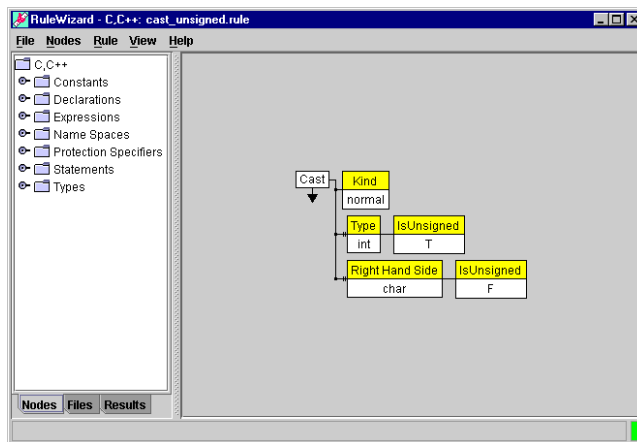 RuleWizard - C,C++: cast_unsigned.rule
File Nodes Rule View Help
C,C++
Constants
Declarations
Expressions
Name Spaces
Protection Specifiers
Statements
Types
Cast
Kind
normal
Type IsUnsigned
int T
Right Hand Side IsUnsigned
char F
Nodes Files Results